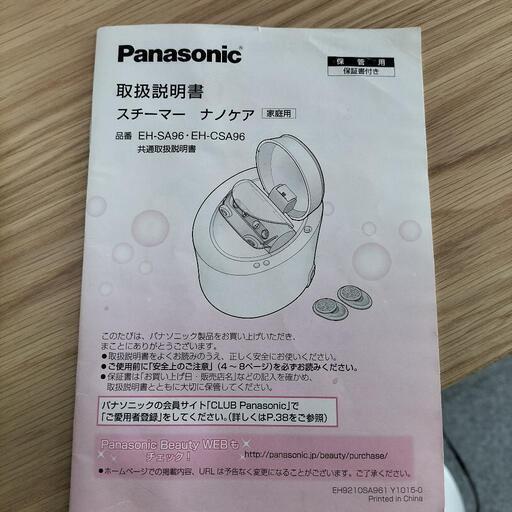 Panasonic
保管用
保証書付き
取扱説明書
スチーマー ナノケア 家庭用
品番 EH-SA96・EH-CSA96
共通取扱説明書
このたびは、パナソニック製品をお買い上げいただき、
まことにありがとうございます。
●取扱説明書をよくお読みのうえ、正しく安全にお使いください。
●ご使用前に「安全上のご注意」(4～8ページ)を必ずお読みください。
●保証書は「お買い上げ日・販売店名」などの記入を確かめ、
取扱説明書とともに大切に保管してください。
パナソニックの会員サイト「CLUB Panasonic」で
「ご愛用者登録」をしてください。(詳しくはP.38をご参照)
Panasonic Beauty WEBも
チェック!
http://panasonic.jp/beauty/purchase/
●ホームページでの掲載内容、URLは予告なく変更になることがございます。ご了承ください。
EH9210SA961 Y1015-0
Printed in China